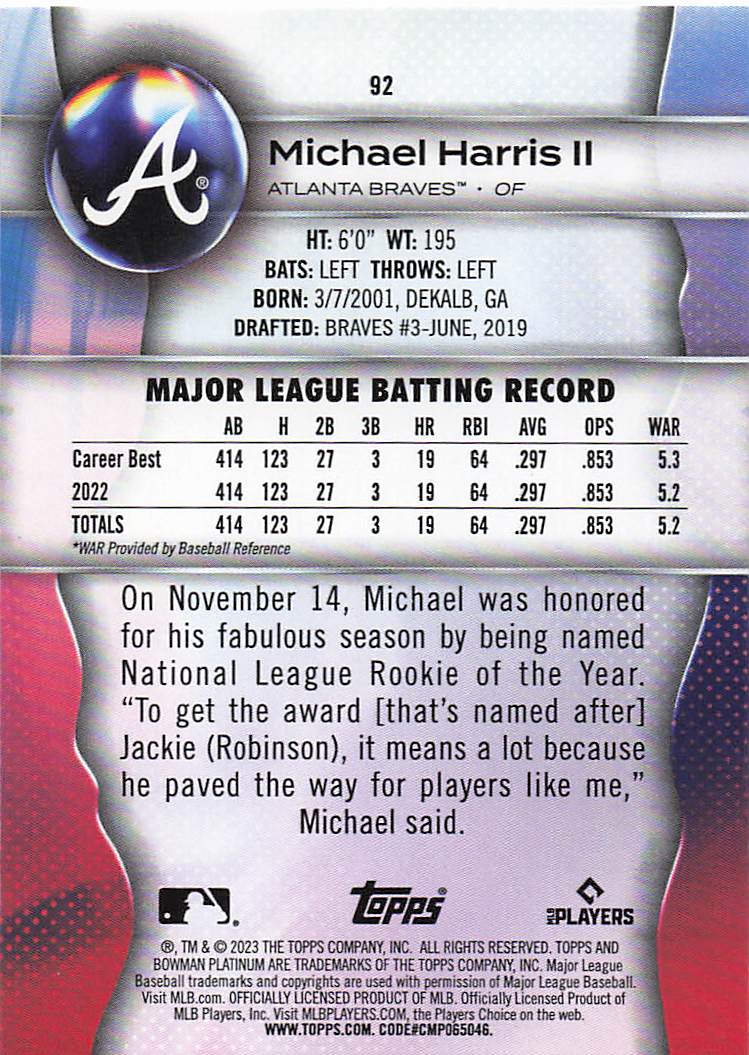 92
A®
Michael Harris II
ATLANTA BRAVES™ • OF
HT: 6'0" WT: 195
BATS: LEFT THROWS: LEFT
BORN: 3/7/2001, DEKALB, GA
DRAFTED: BRAVES #3-JUNE, 2019
MAJOR LEAGUE BATTING RECORD
AB H 2B 3B HR RBI AVG OPS WAR
Career Best 414 123 27 3 19 64 .297 .853 5.3
2022 414 123 27 3 19 64 .297 .853 5.2
TOTALS 414 123 27 3 19 64 .297 .853 5.2
*WAR Provided by Baseball Reference
On November 14, Michael was honored
for his fabulous season by being named
National League Rookie of the Year.
“To get the award [that’s named after]
Jackie (Robinson), it means a lot because
he paved the way for players like me,”
Michael said.
® Topps® MLB PLAYERS
®, TM & © 2023 THE TOPPS COMPANY, INC. ALL RIGHTS RESERVED. TOPPS AND
BOWMAN PLATINUM ARE TRADEMARKS OF THE TOPPS COMPANY, INC. Major League
Baseball trademarks and copyrights are used with permission of Major League Baseball.
Visit MLB.com. OFFICIALLY LICENSED PRODUCT OF MLB. Officially Licensed Product of
MLB Players, Inc. Visit MLBPLAYERS.COM, the Players Choice on the web.
WWW.TOPPS.COM. CODE#CMP065046.